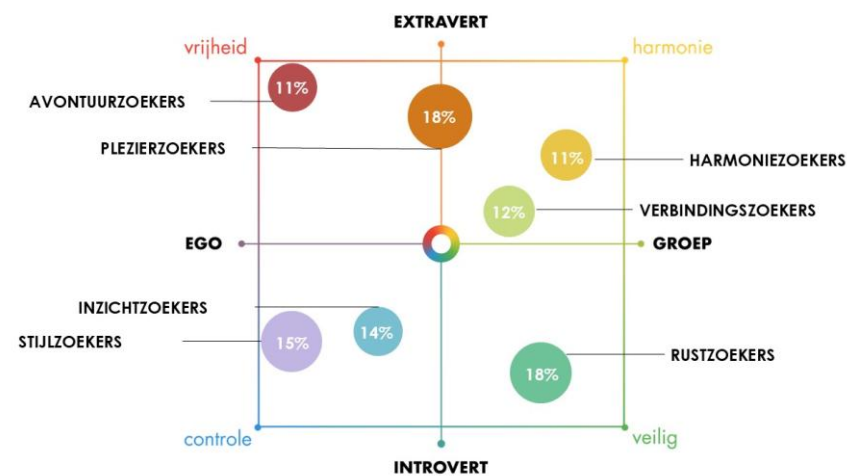 EXTRAVERT
vrijheid
harmonie
11%
AVONTUURZOEKERS
18%
PLEZIERZOEKERS
11%
HARMONIEZOEKERS
12%
VERBINDINGSZOEKERS
EGO
GROEP
INZICHTZOEKERS
14%
STIJLZOEKERS
15%
RUSTZOEKERS
18%
controle
veilig
INTROVERT